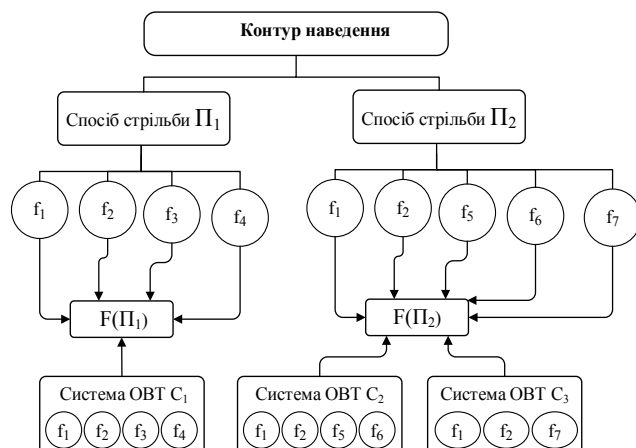 Контур наведення
Спосіб стрільби П₁
Спосіб стрільби П₂
f₁ f₂ f₃ f₄
f₁ f₂ f₅ f₆ f₇
F(П₁)
F(П₂)
Система ОВТ С₁
f₁ f₂ f₃ f₄
Система ОВТ С₂
f₁ f₂ f₅ f₆
Система ОВТ С₃
f₁ f₂ f₇